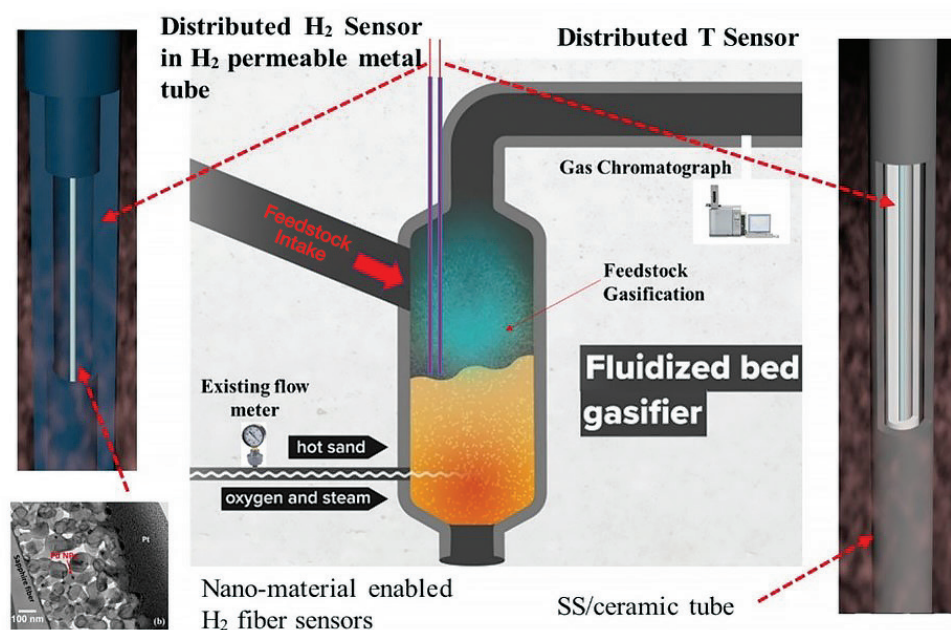 Distributed H₂ Sensor
in H₂ permeable metal
tube
Distributed T Sensor
Gas Chromatograph
Feedstock
Intake
Feedstock
Gasification
Fluidized bed
gasifier
Existing flow
meter
hot sand
oxygen and steam
Pt
Pd NPs
Sapphire fiber
100 nm
(b)
Nano-material enabled
H₂ fiber sensors
SS/ceramic tube